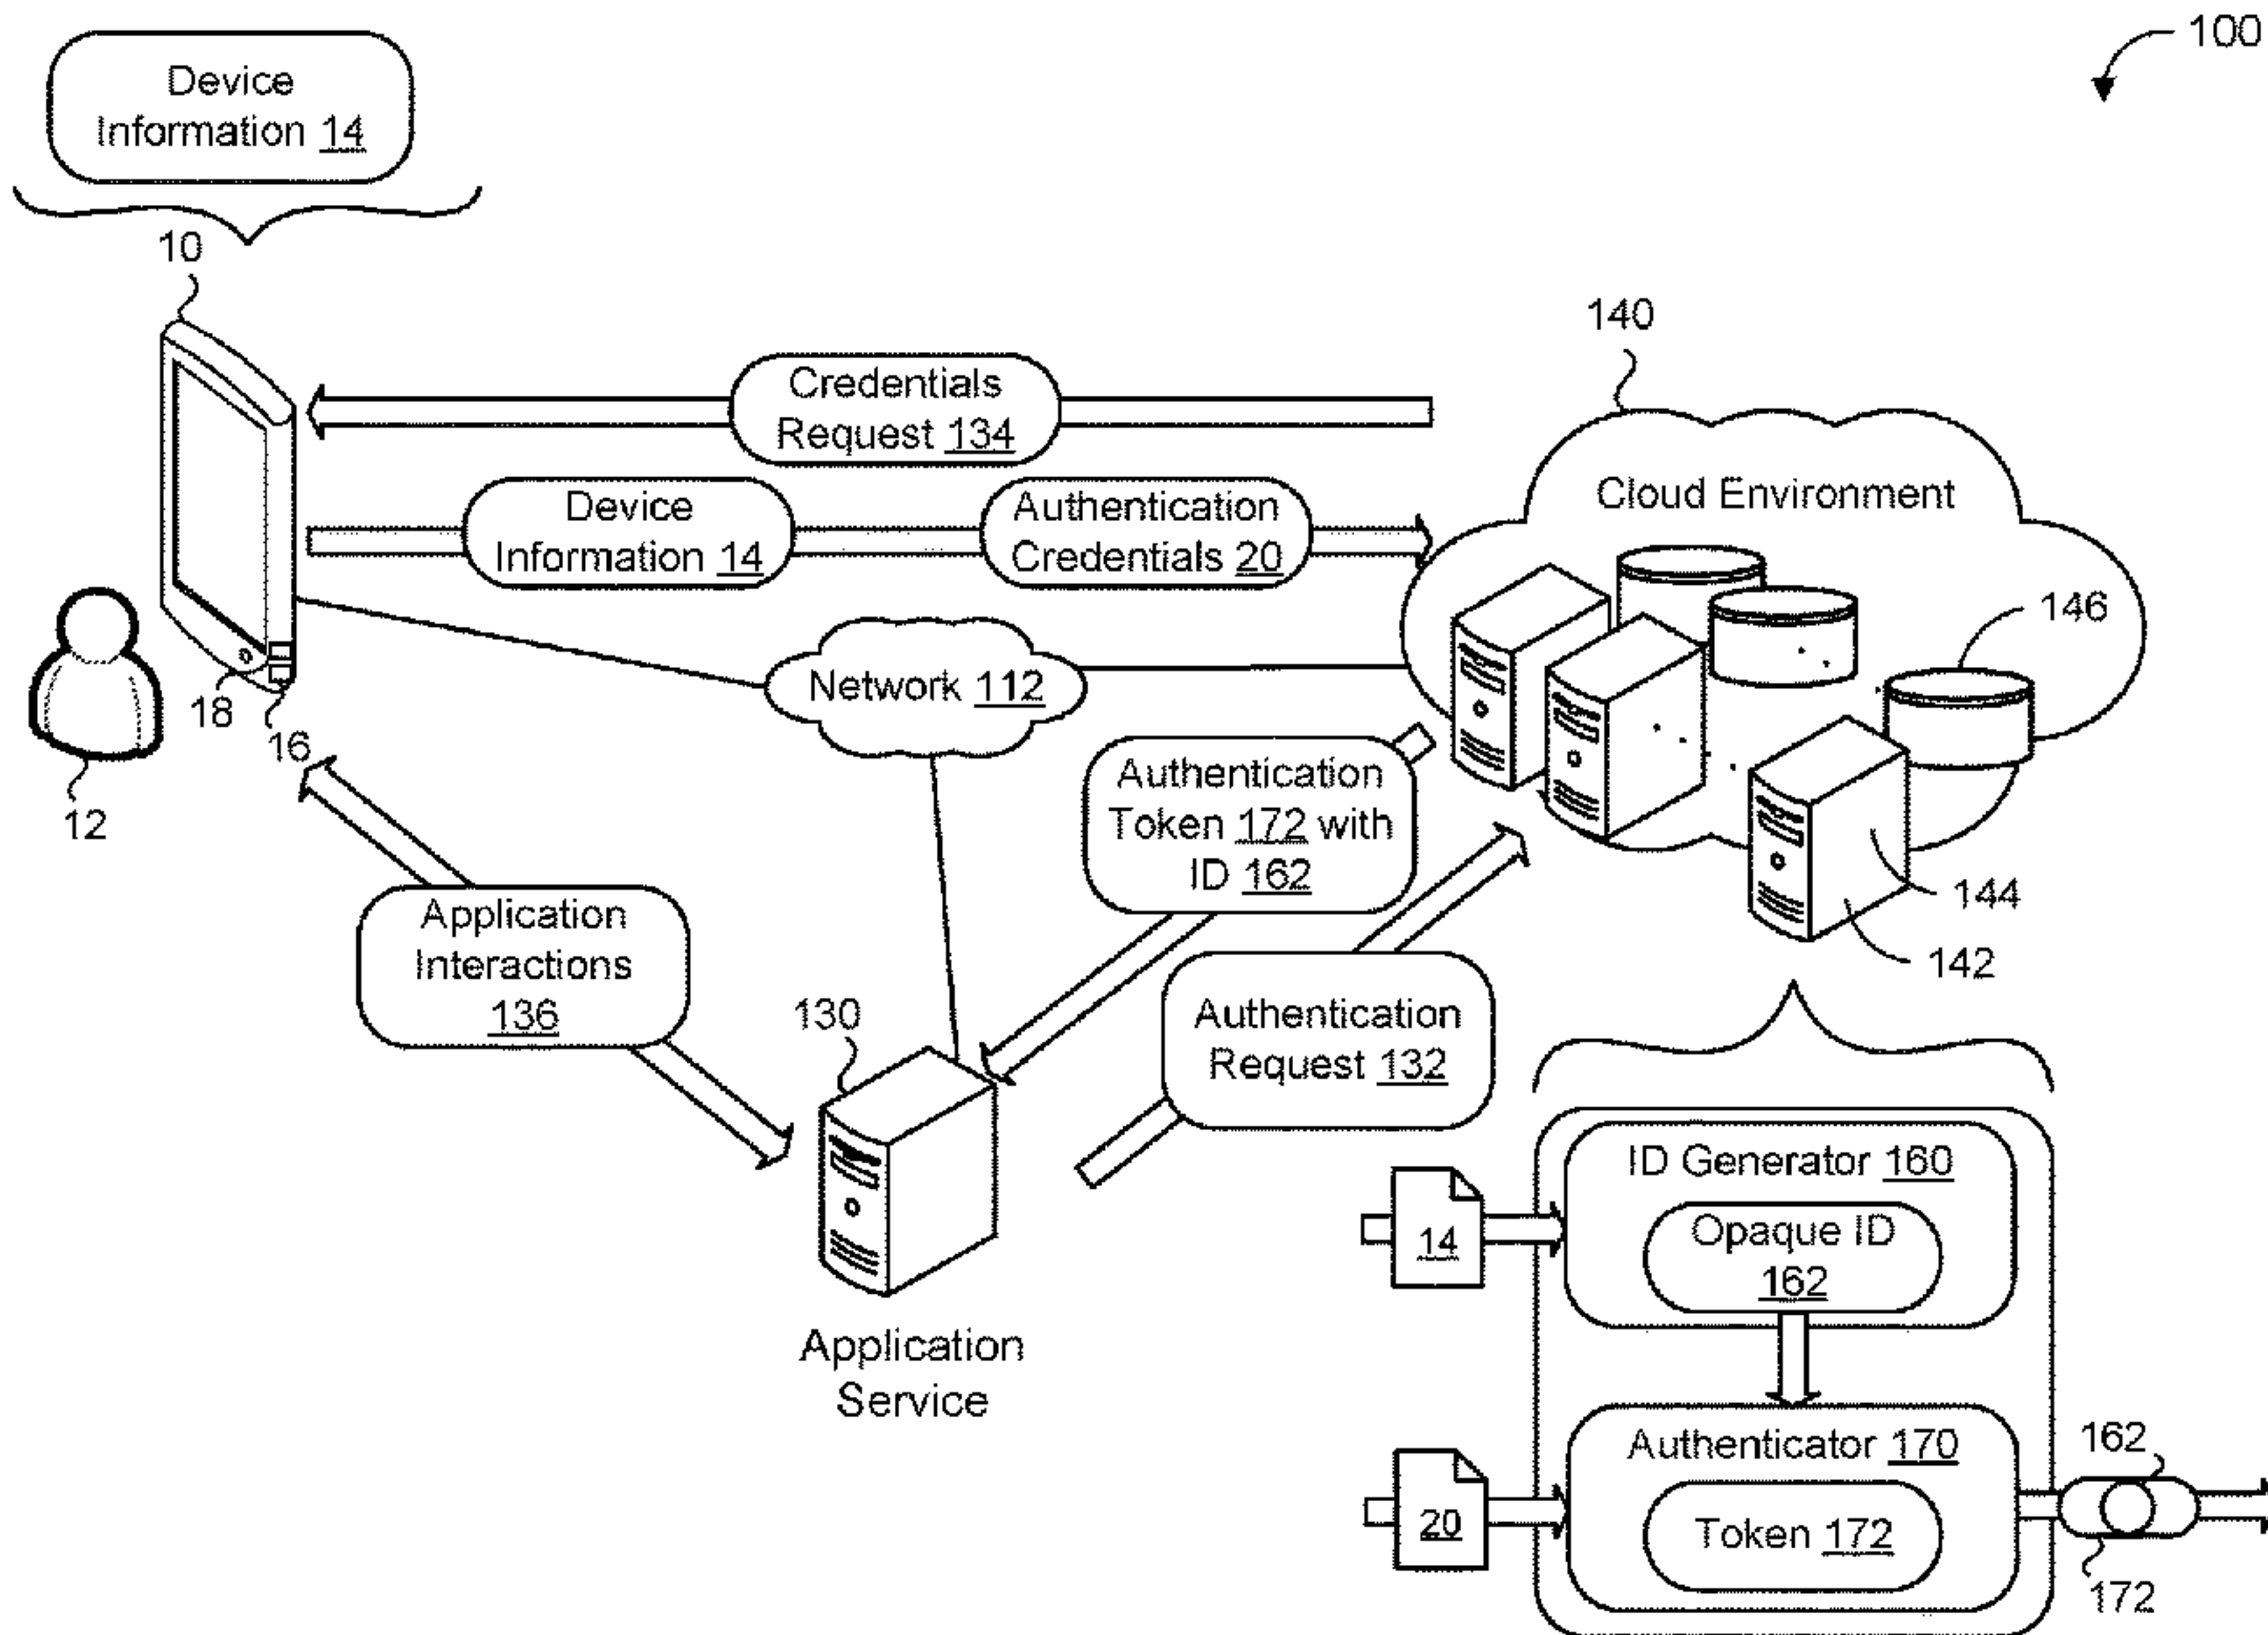 100
Device
Information 14
10
140
Credentials
Request 134
Cloud Environment
Device
Information 14
Authentication
Credentials 20
146
Network 112
18
16
12
Authentication
Token 172 with
ID 162
144
142
Application
Interactions
136
130
Authentication
Request 132
Application
Service
ID Generator 160
14
Opaque ID
162
Authenticator 170
162
20
Token 172
172